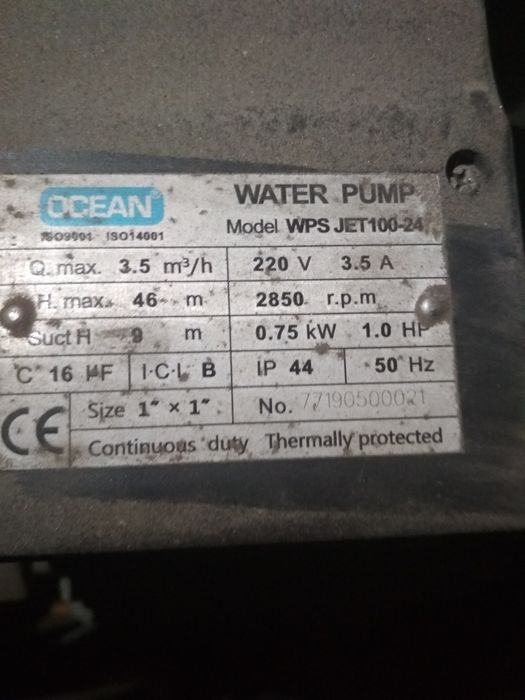 OCEAN®
WATER PUMP
ISO9001 ISO14001
Model WPS JET100-24
Q. max. 3.5 m³/h
220 V 3.5 A
H. max. 46 m
2850 r.p.m
Suct H 9 m
0.75 kW 1.0 HP
C 16 µF I·C·L B
IP 44 50 Hz
CE
Size 1" × 1"
No. 77190500021
Continuous duty Thermally protected